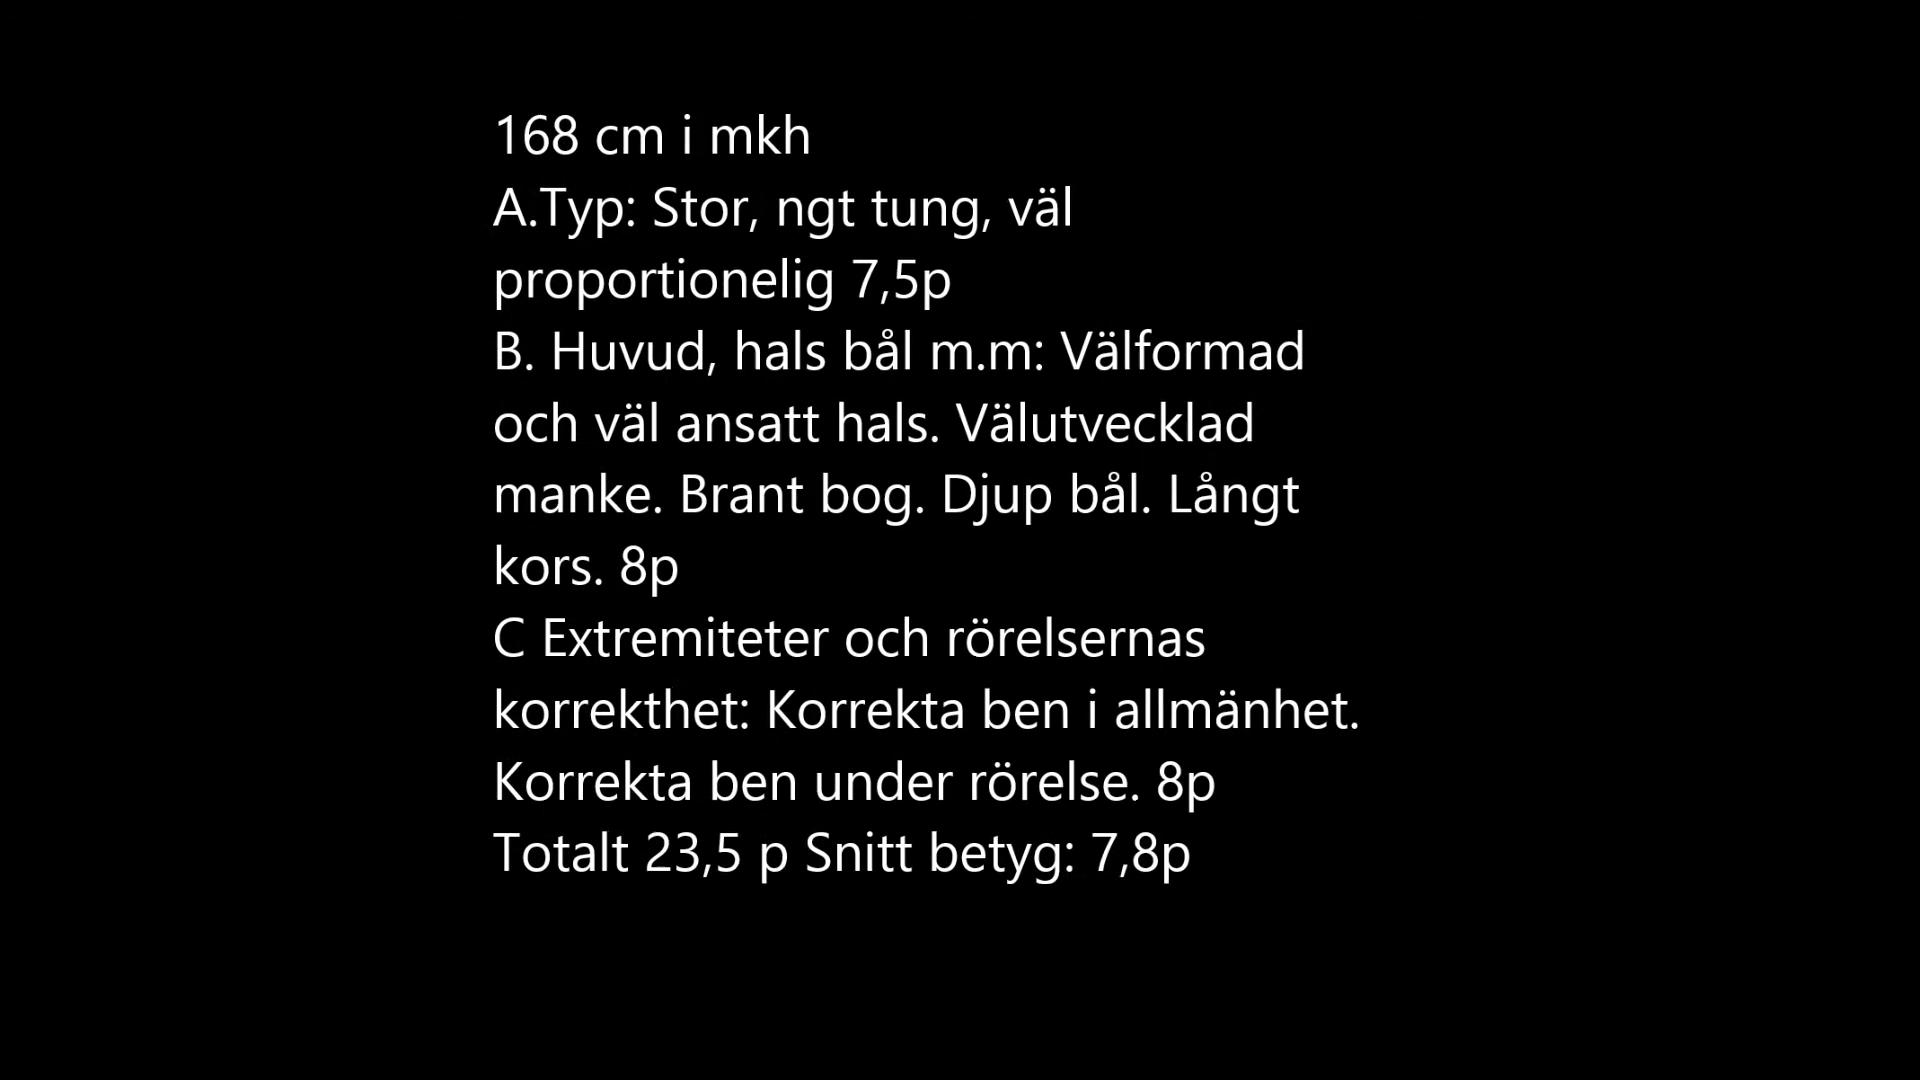 168 cm i mkh
A.Typ: Stor, ngt tung, väl
proportionelig 7,5p
B. Huvud, hals bål m.m: Välformad
och väl ansatt hals. Välutvecklad
manke. Brant bog. Djup bål. Långt
kors. 8p
C Extremiteter och rörelsernas
korrekthet: Korrekta ben i allmänhet.
Korrekta ben under rörelse. 8p
Totalt 23,5 p Snitt betyg: 7,8p